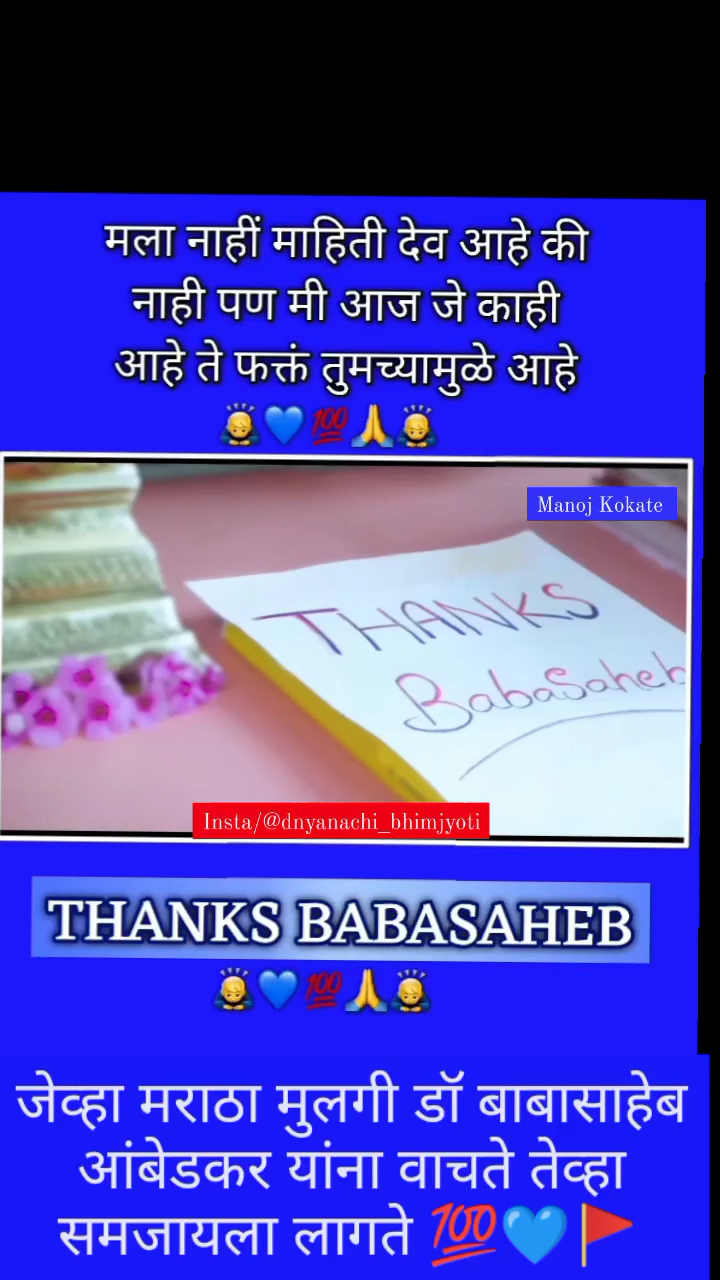 मला नाहीं माहिती देव आहे की
नाही पण मी आज जे काही
आहे ते फक्तं तुमच्यामुळे आहे
🙇💙💯🙏🙇
Manoj Kokate
THANKS
BabaSaheb
Insta/@dnyanachi_bhimjyoti
THANKS BABASAHEB
🙇💙💯🙏🙇
जेव्हा मराठा मुलगी डॉ बाबासाहेब
आंबेडकर यांना वाचते तेव्हा
समजायला लागते 💯💙🚩